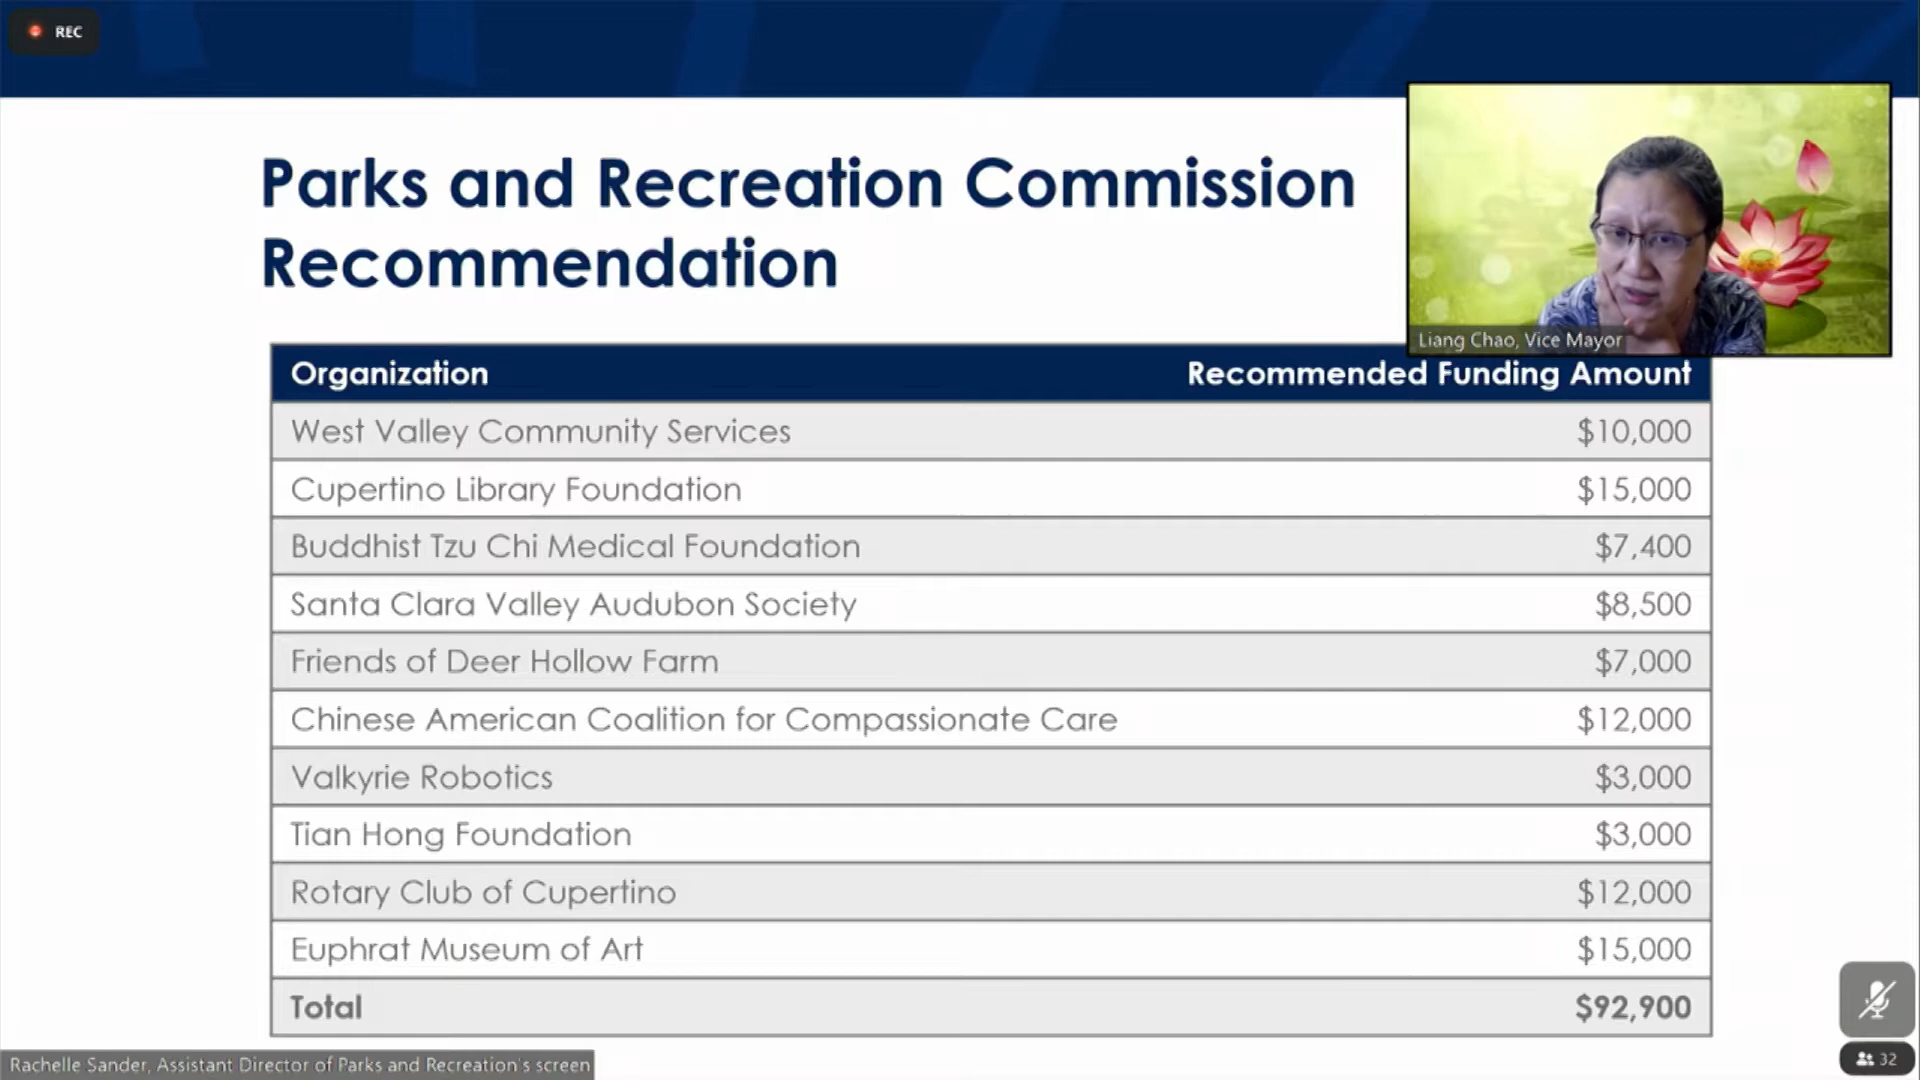 REC
Parks and Recreation Commission
Recommendation
Liang Chao, Vice Mayor
Organization Recommended Funding Amount
West Valley Community Services $10,000
Cupertino Library Foundation $15,000
Buddhist Tzu Chi Medical Foundation $7,400
Santa Clara Valley Audubon Society $8,500
Friends of Deer Hollow Farm $7,000
Chinese American Coalition for Compassionate Care $12,000
Valkyrie Robotics $3,000
Tian Hong Foundation $3,000
Rotary Club of Cupertino $12,000
Euphrat Museum of Art $15,000
Total $92,900
Rachelle Sander, Assistant Director of Parks and Recreation's screen
32